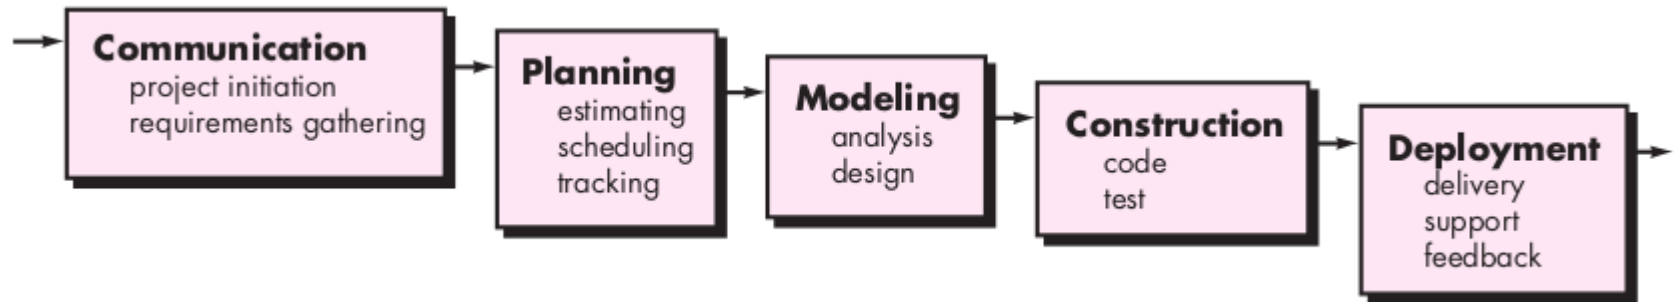 Communication
project initiation
requirements gathering
Planning
estimating
scheduling
tracking
Modeling
analysis
design
Construction
code
test
Deployment
delivery
support
feedback